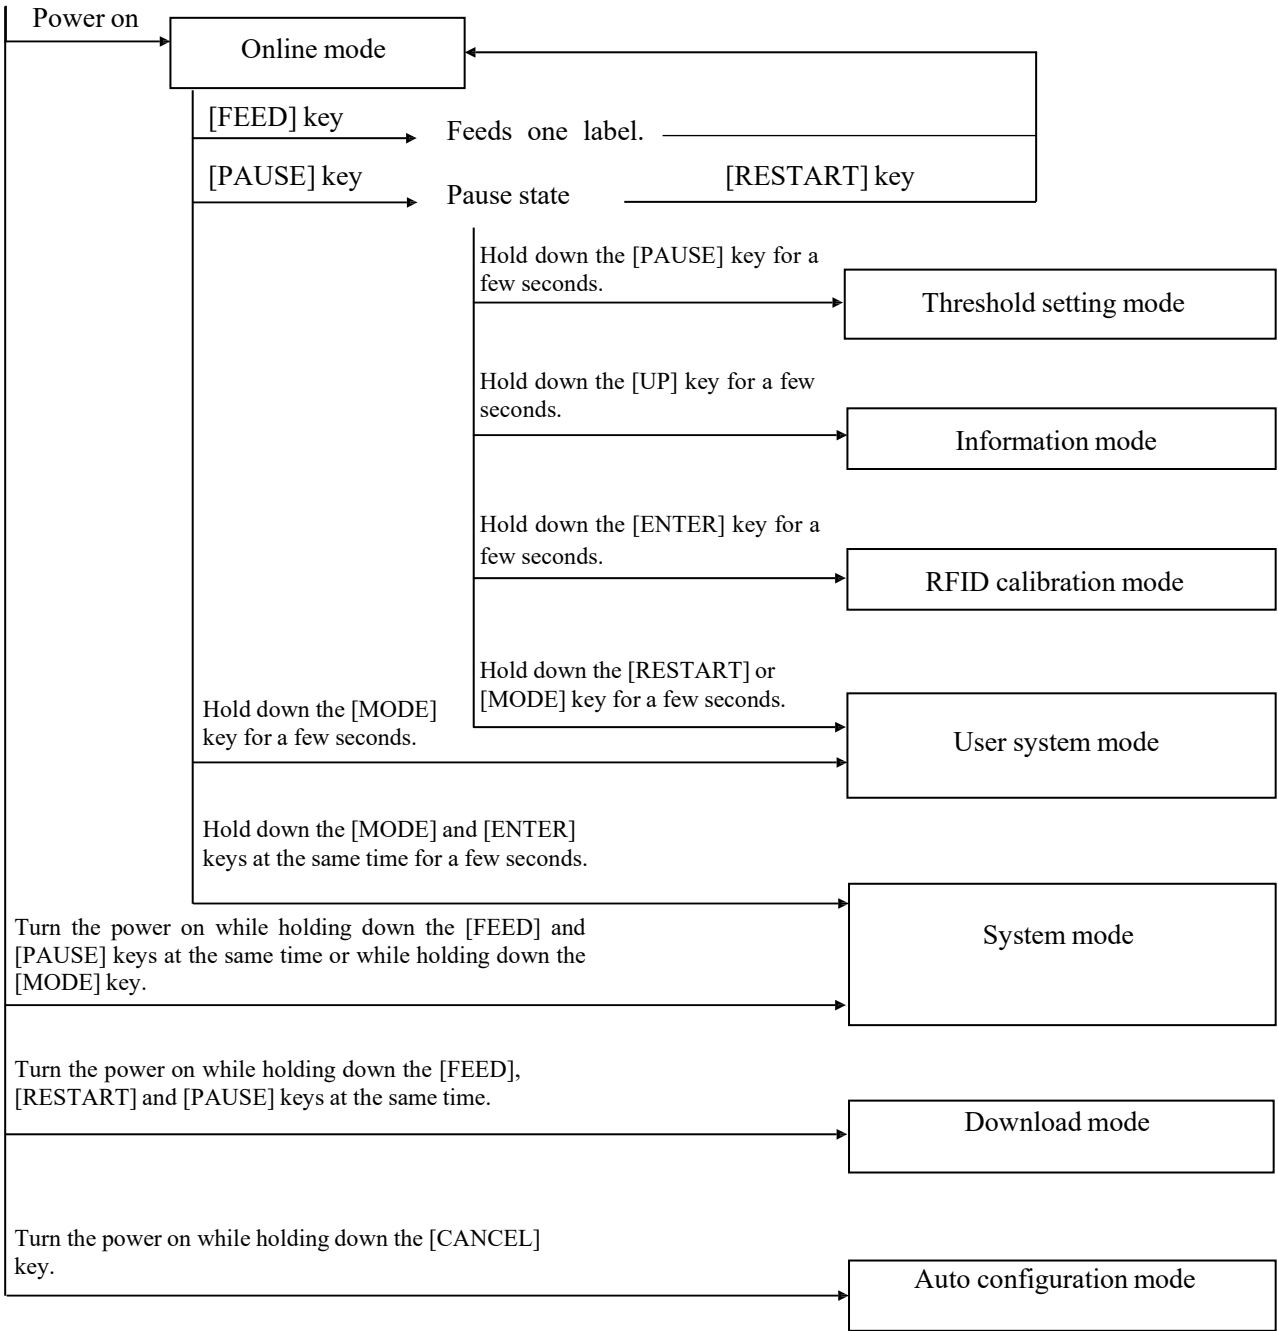 Power on
Online mode
[FEED] key
Feeds one label.
[PAUSE] key
Pause state
[RESTART] key
Hold down the [PAUSE] key for a
few seconds.
Threshold setting mode
Hold down the [UP] key for a few
seconds.
Information mode
Hold down the [ENTER] key for a
few seconds.
RFID calibration mode
Hold down the [RESTART] or
[MODE] key for a few seconds.
Hold down the [MODE]
key for a few seconds.
User system mode
Hold down the [MODE] and [ENTER]
keys at the same time for a few seconds.
System mode
Turn the power on while holding down the [FEED] and
[PAUSE] keys at the same time or while holding down the
[MODE] key.
Turn the power on while holding down the [FEED],
[RESTART] and [PAUSE] keys at the same time.
Download mode
Turn the power on while holding down the [CANCEL]
key.
Auto configuration mode